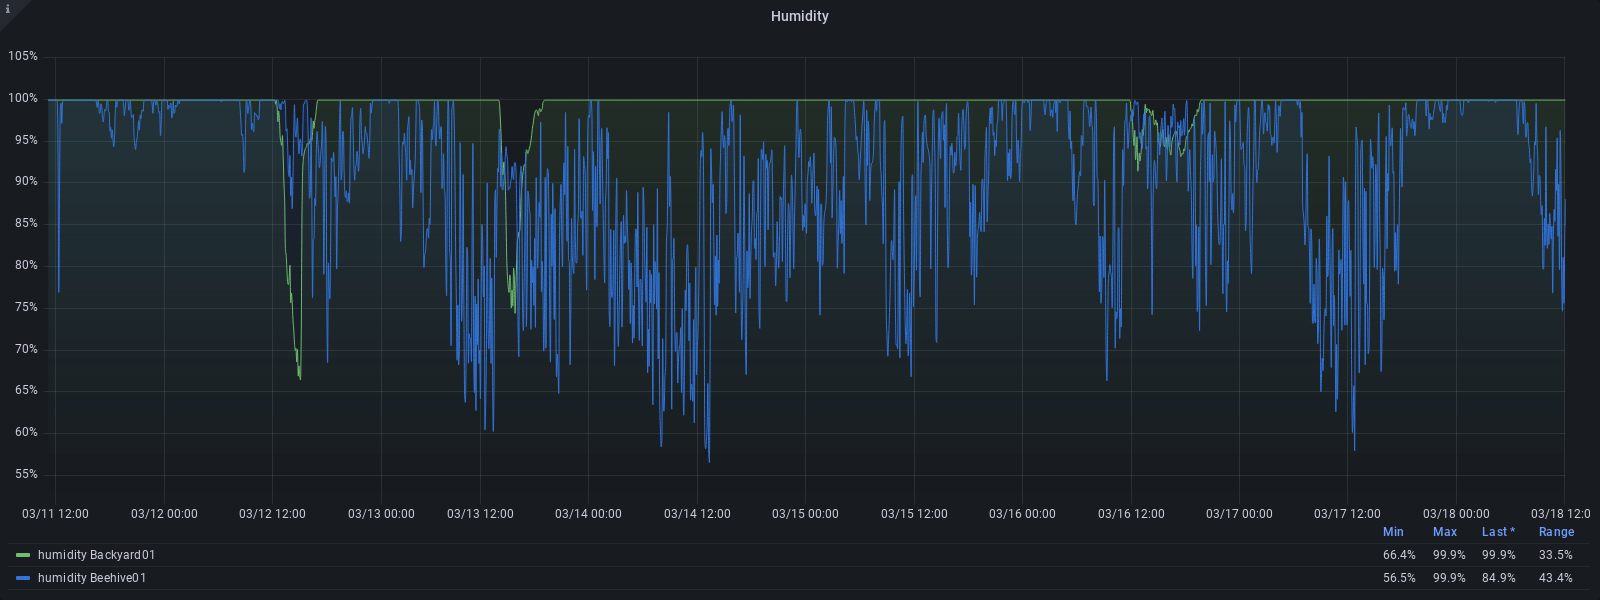 i
Humidity
105%
100%
95%
90%
85%
80%
75%
70%
65%
60%
55%
03/11 12:00 03/12 00:00 03/12 12:00 03/13 00:00 03/13 12:00 03/14 00:00 03/14 12:00 03/15 00:00 03/15 12:00 03/16 00:00 03/16 12:00 03/17 00:00 03/17 12:00 03/18 00:00 03/18 12:0
Min Max Last * Range
humidity Backyard01 66.4% 99.9% 99.9% 33.5%
humidity Beehive01 56.5% 99.9% 84.9% 43.4%